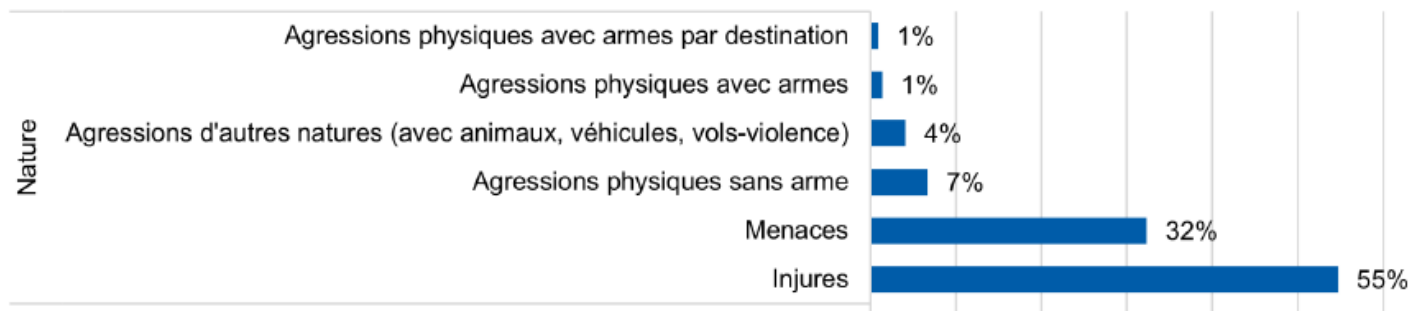 Nature
Agressions physiques avec armes par destination 1%
Agressions physiques avec armes 1%
Agressions d'autres natures (avec animaux, véhicules, vols-violence) 4%
Agressions physiques sans arme 7%
Menaces 32%
Injures 55%